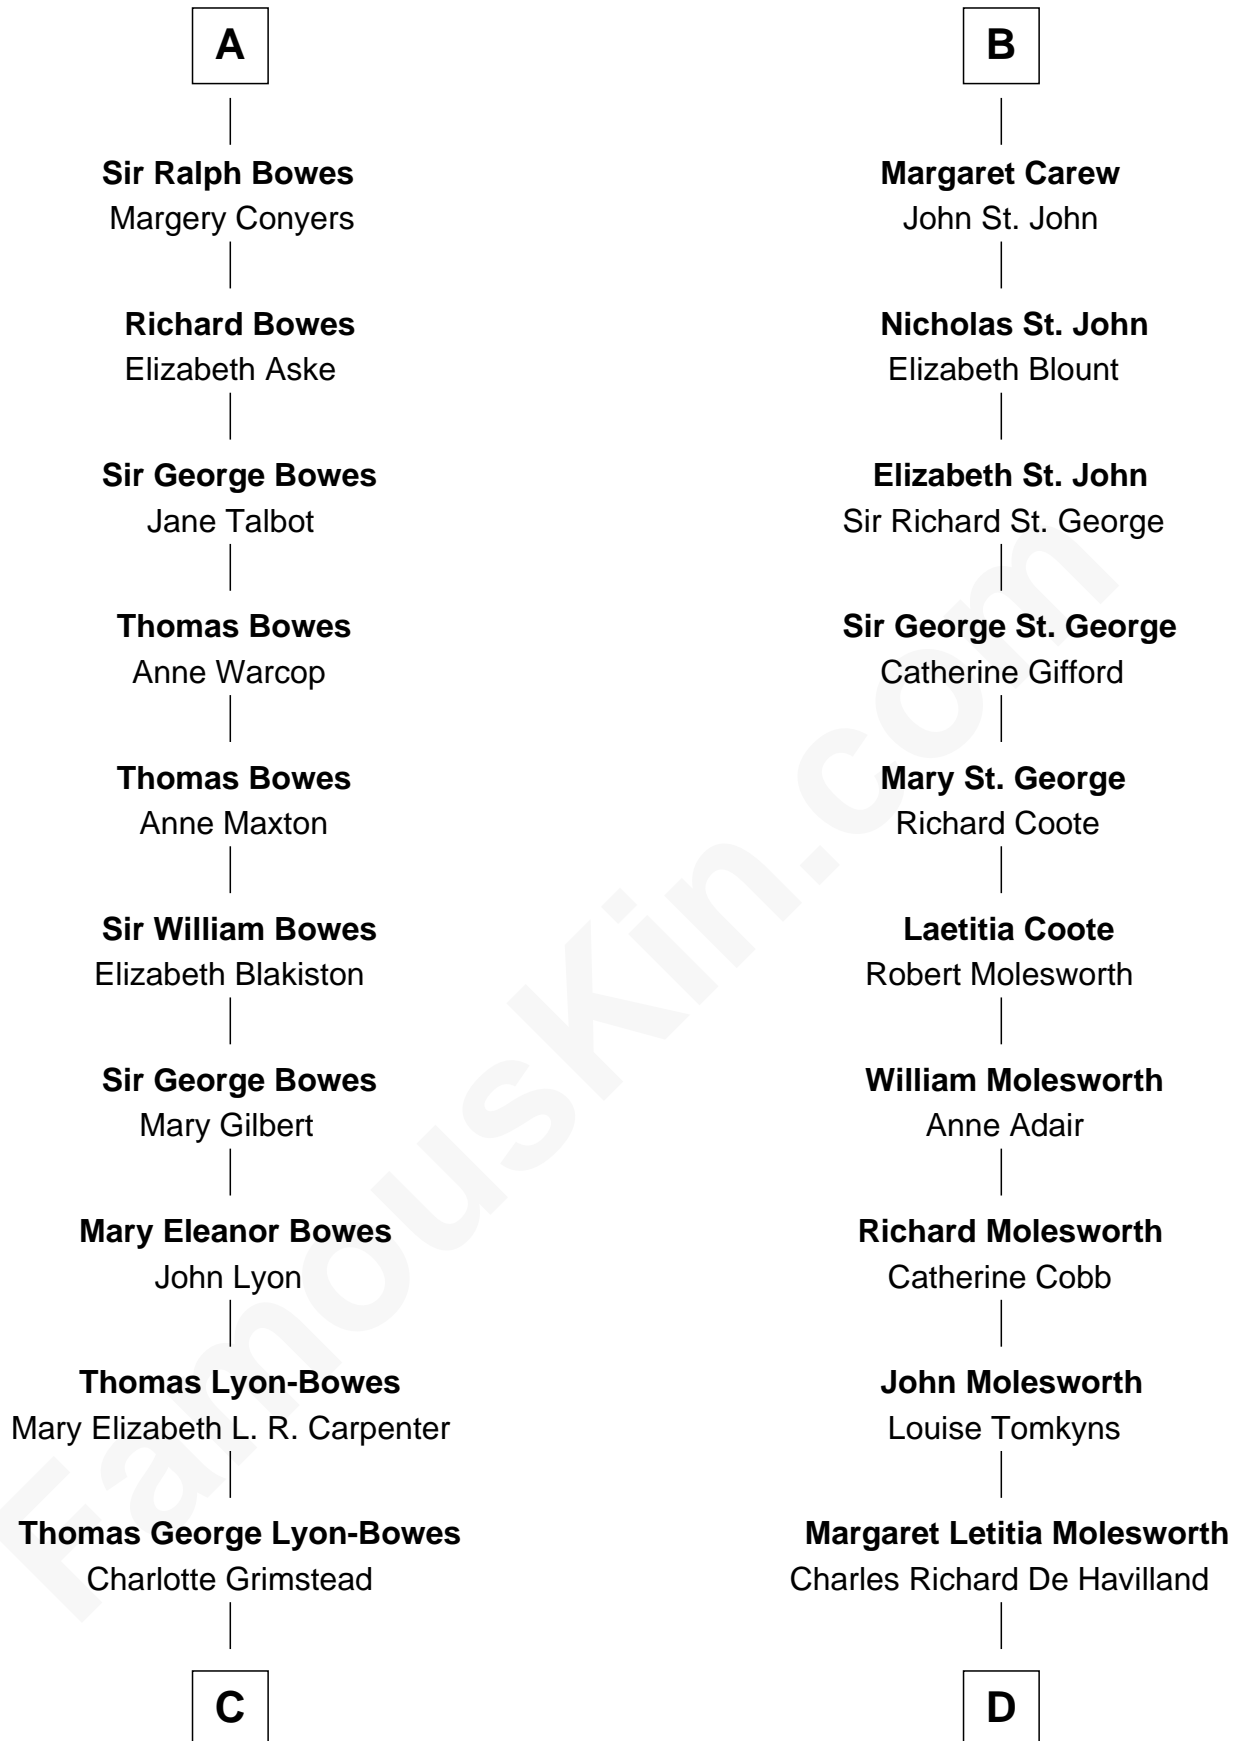 A
Sir Ralph Bowes
Margery Conyers
Richard Bowes
Elizabeth Aske
Sir George Bowes
Jane Talbot
Thomas Bowes
Anne Warcop
Thomas Bowes
Anne Maxton
Sir William Bowes
Elizabeth Blakiston
Sir George Bowes
Mary Gilbert
Mary Eleanor Bowes
John Lyon
Thomas Lyon-Bowes
Mary Elizabeth L. R. Carpenter
Thomas George Lyon-Bowes
Charlotte Grimstead
C
B
Margaret Carew
John St. John
Nicholas St. John
Elizabeth Blount
Elizabeth St. John
Sir Richard St. George
Sir George St. George
Catherine Gifford
Mary St. George
Richard Coote
Laetitia Coote
Robert Molesworth
William Molesworth
Anne Adair
Richard Molesworth
Catherine Cobb
John Molesworth
Louise Tomkyns
Margaret Letitia Molesworth
Charles Richard De Havilland
D
FamousKin.com